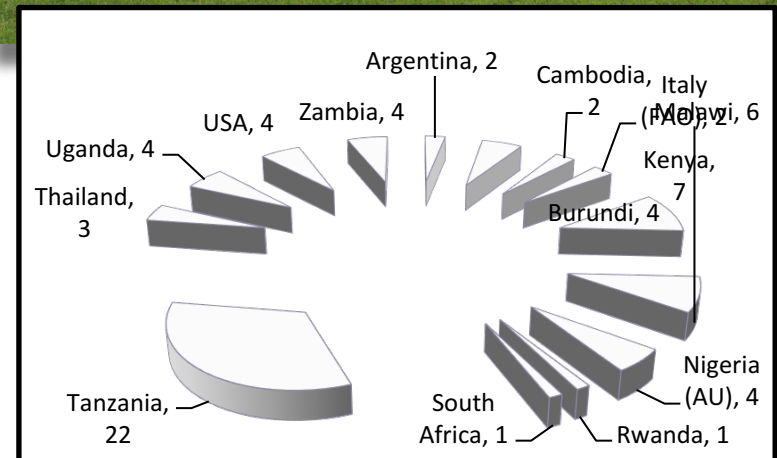 Argentina, 2
Cambodia,
2
Italy
(FAO), 2
Malawi, 6
Kenya,
7
Burundi, 4
Nigeria
(AU), 4
Rwanda, 1
South
Africa, 1
Tanzania,
22
Thailand,
3
Uganda, 4
USA, 4
Zambia, 4